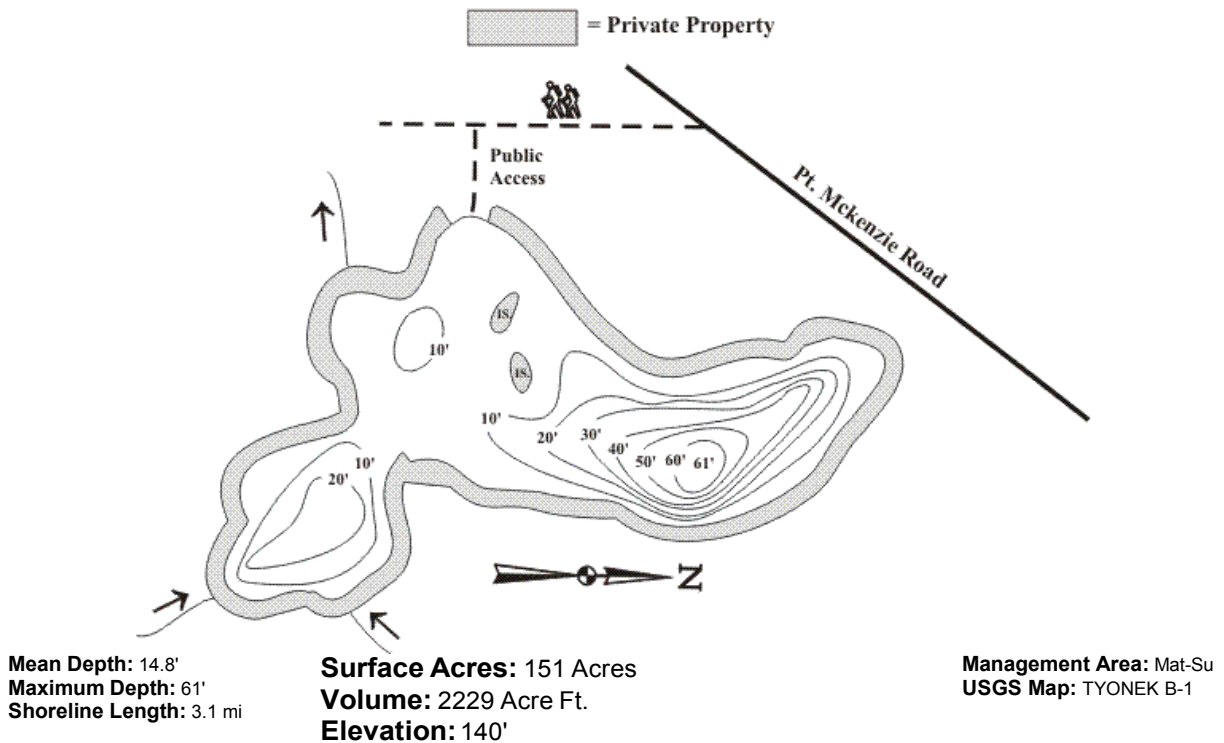 = Private Property
Public
Access
Pt. Mckenzie Road
IS.
10'
IS.
10'
20'
30'
40'
50'
60'
61'
10'
20'
N
Mean Depth: 14.8'
Maximum Depth: 61'
Shoreline Length: 3.1 mi
Surface Acres: 151 Acres
Volume: 2229 Acre Ft.
Elevation: 140'
Management Area: Mat-Su
USGS Map: TYONEK B-1